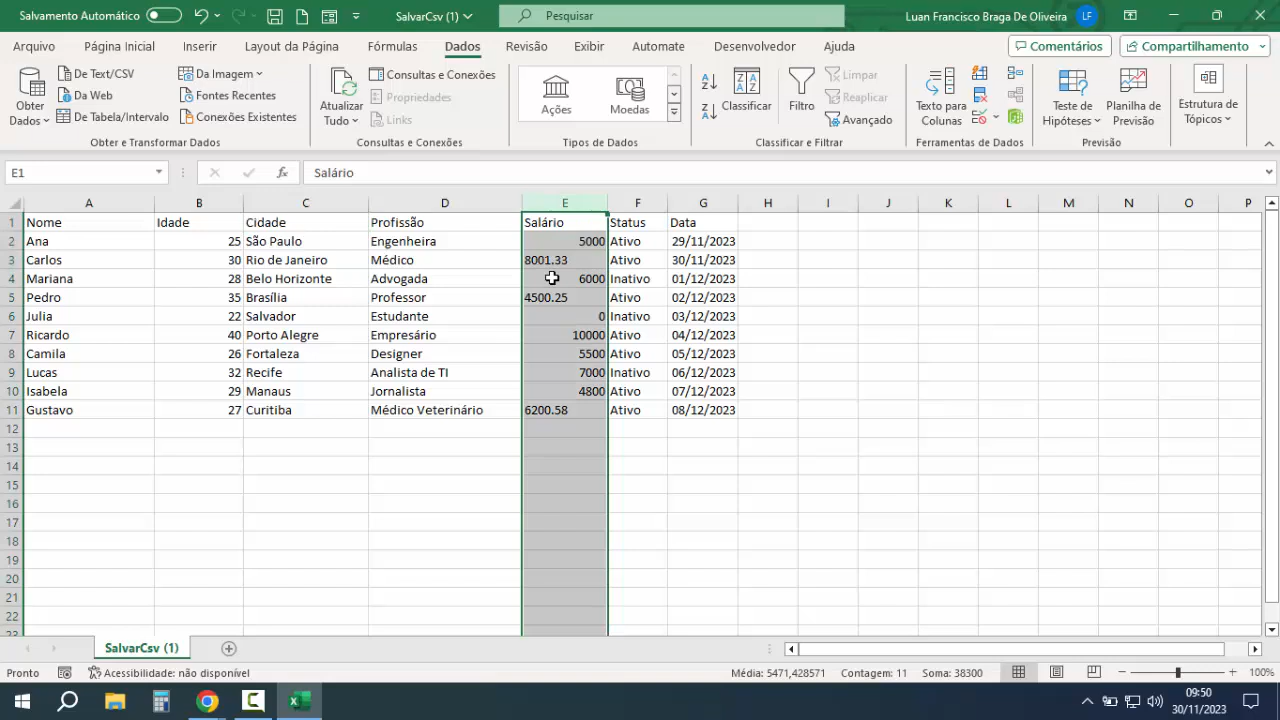 Salvamento Automático
SalvarCsv (1)
Pesquisar
Luan Francisco Braga De Oliveira
LF
Arquivo
Página Inicial
Inserir
Layout da Página
Fórmulas
Dados
Revisão
Exibir
Automate
Desenvolvedor
Ajuda
Comentários
Compartilhamento
Obter Dados
De Text/CSV
Da Web
De Tabela/Intervalo
Da Imagem
Fontes Recentes
Conexões Existentes
Obter e Transformar Dados
Atualizar Tudo
Consultas e Conexões
Propriedades
Links
Consultas e Conexões
Ações
Moedas
Tipos de Dados
Classificar
Filtro
Limpar
Reaplicar
Avançado
Classificar e Filtrar
Texto para Colunas
Ferramentas de Dados
Teste de Hipóteses
Planilha de Previsão
Previsão
Estrutura de Tópicos
E1
fx
Salário
A B C D E F G H I J K L M N O P
1 Nome Idade Cidade Profissão Salário Status Data
2 Ana 25 São Paulo Engenheira 5000 Ativo 29/11/2023
3 Carlos 30 Rio de Janeiro Médico 8001.33 Ativo 30/11/2023
4 Mariana 28 Belo Horizonte Advogada 6000 Inativo 01/12/2023
5 Pedro 35 Brasília Professor 4500.25 Ativo 02/12/2023
6 Julia 22 Salvador Estudante 0 Inativo 03/12/2023
7 Ricardo 40 Porto Alegre Empresário 10000 Ativo 04/12/2023
8 Camila 26 Fortaleza Designer 5500 Ativo 05/12/2023
9 Lucas 32 Recife Analista de TI 7000 Inativo 06/12/2023
10 Isabela 29 Manaus Jornalista 4800 Ativo 07/12/2023
11 Gustavo 27 Curitiba Médico Veterinário 6200.58 Ativo 08/12/2023
12
13
14
15
16
17
18
19
20
21
22
23
SalvarCsv (1)
Pronto
Acessibilidade: não disponível
Média: 5471,428571
Contagem: 11
Soma: 38300
100%
09:50
30/11/2023